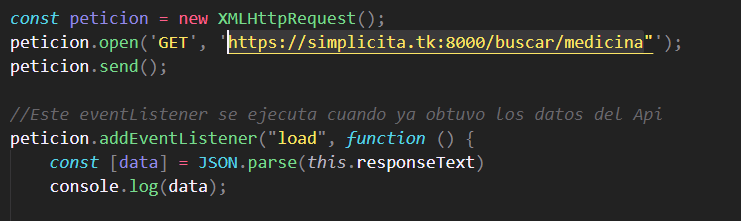 const peticion = new XMLHttpRequest();
peticion.open('GET', 'https://simplicita.tk:8000/buscar/medicina"');
peticion.send();
//Este eventListener se ejecuta cuando ya obtuvo los datos del Api
peticion.addEventListener("load", function () {
const [data] = JSON.parse(this.responseText)
console.log(data);